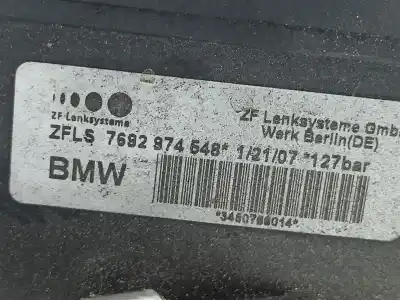 ZF Lenksysteme
ZF Lenksysteme Gmb
Werk Berlin(DE)
ZFLS 7692 974 548* 1/21/07 *127bar
BMW
*3450766014*